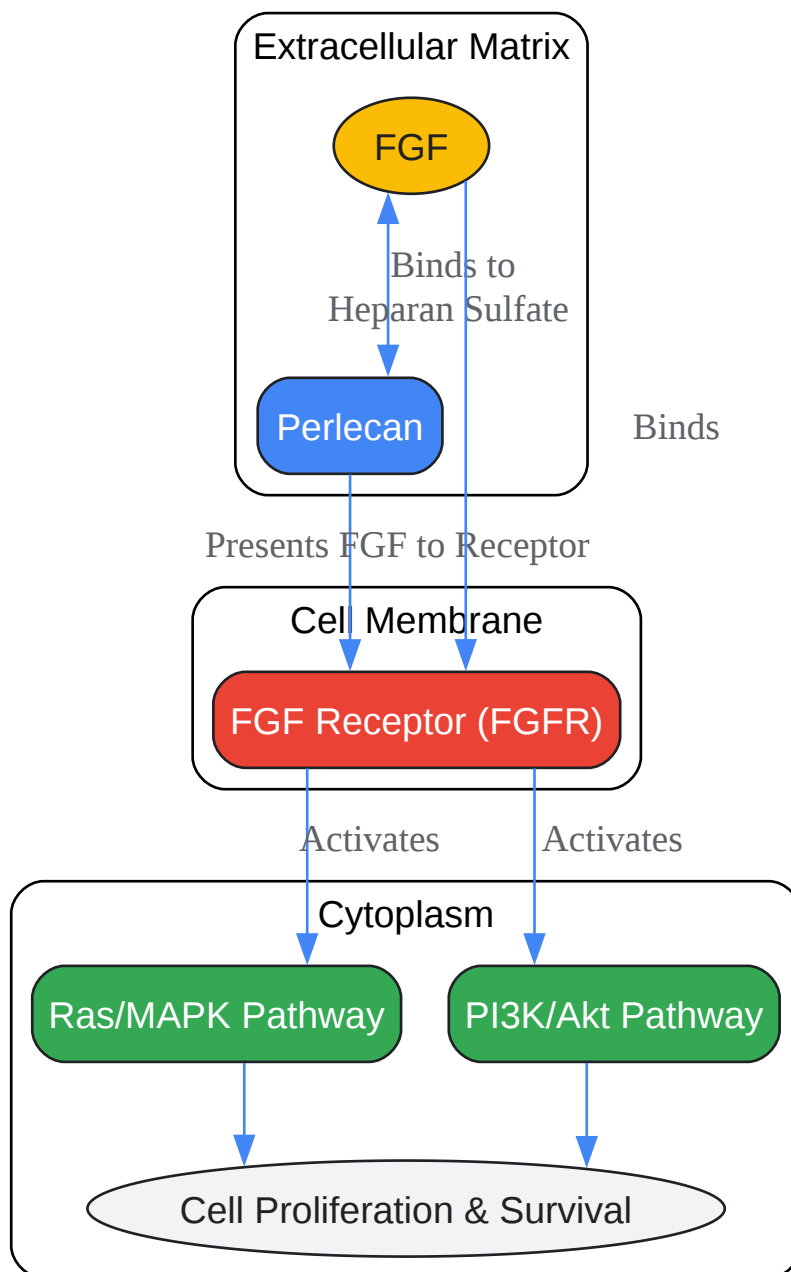 Extracellular Matrix
FGF
Binds to
Heparan Sulfate
Perlecan
Binds
Presents FGF to Receptor
Cell Membrane
FGF Receptor (FGFR)
Activates
Activates
Cytoplasm
Ras/MAPK Pathway
PI3K/Akt Pathway
Cell Proliferation & Survival